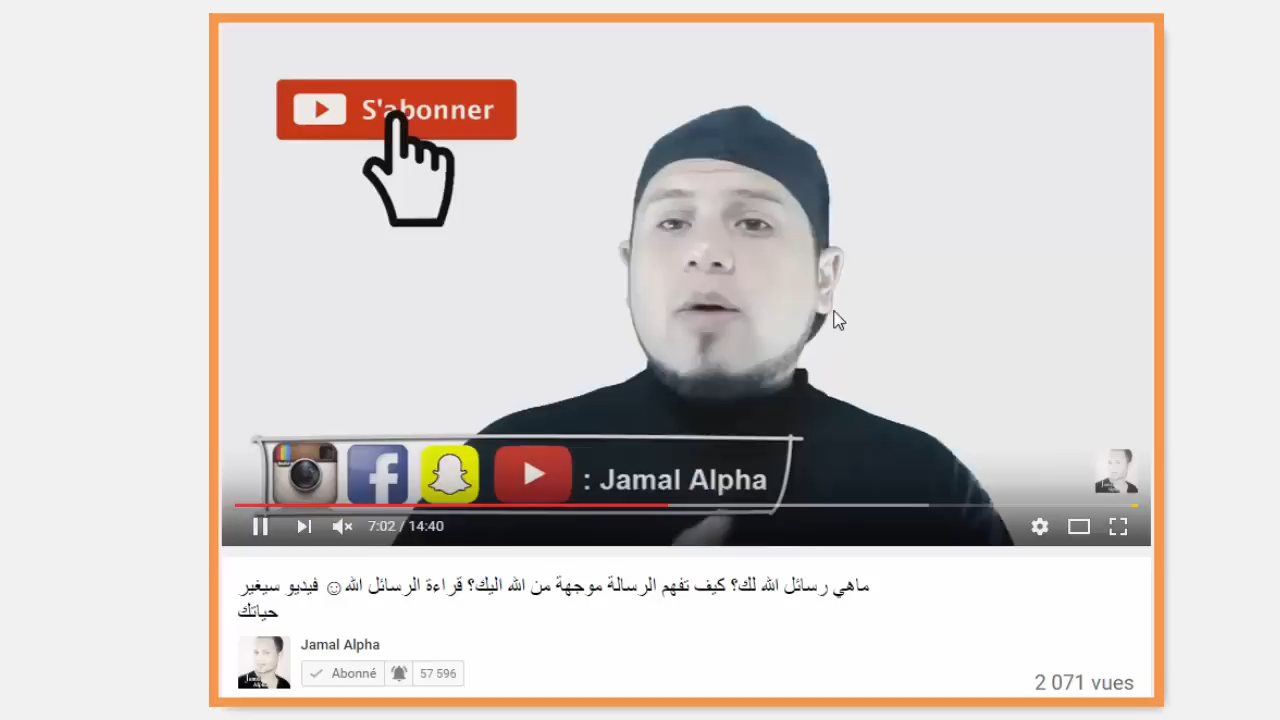 S'abonner
: Jamal Alpha
7:02 / 14:40
ماهي رسائل الله لك؟ كيف تفهم الرسالة موجهة من الله اليك؟ قراءة الرسائل الله☺ فيديو سيغير
حياتك
Jamal Alpha
Abonné 57 596
2 071 vues